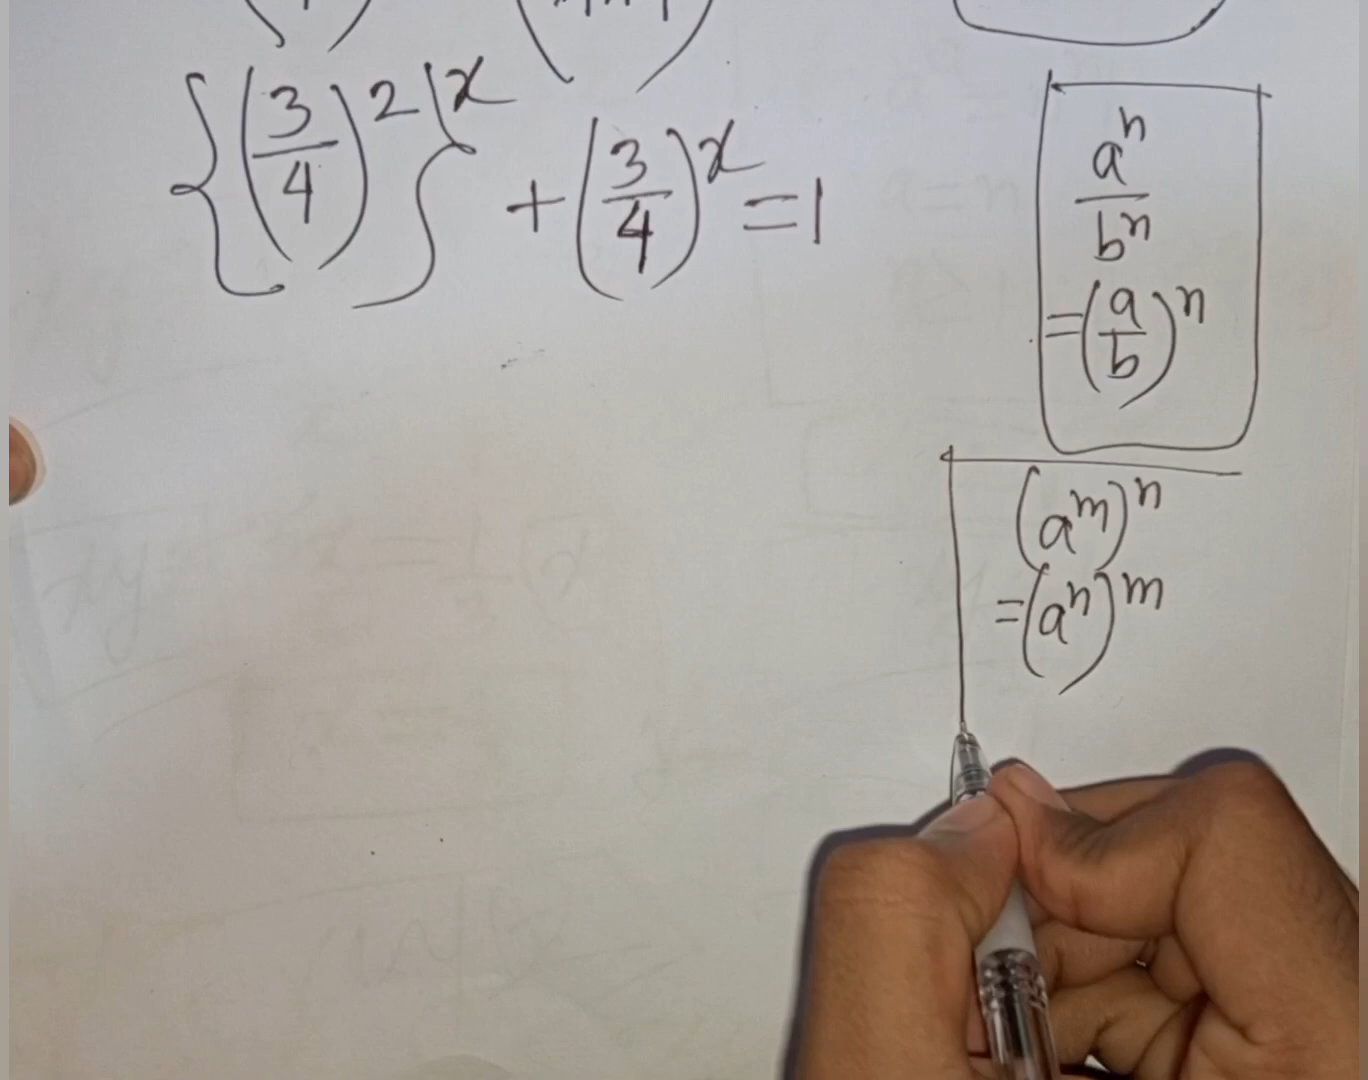 {(3/4)^2}^x + (3/4)^x = 1
a^n/b^n
=(a/b)^n
(a^m)^n
=(a^n)^m